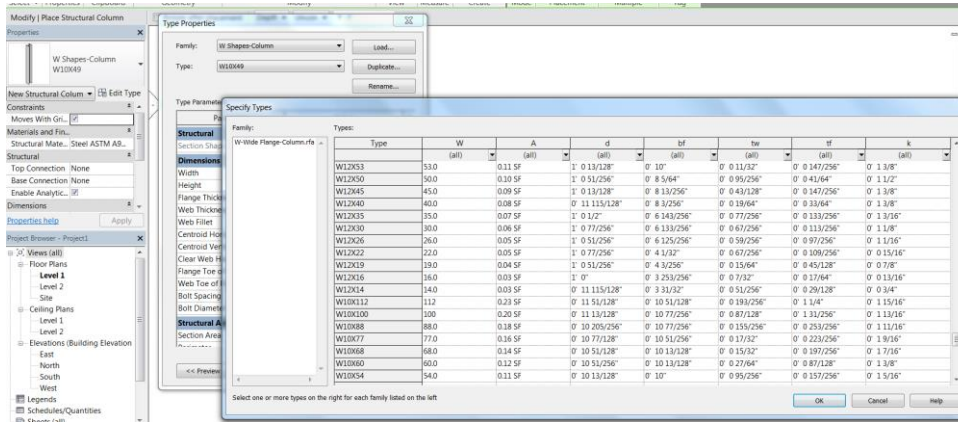 Modify | Place Structural Column
Properties
W Shapes-Column
W10X49
New Structural Colum
Edit Type
Constraints
Moves With Gri...
Materials and Fin...
Structural Mate... Steel ASTM A9...
Structural
Top Connection None
Base Connection None
Enable Analytic...
Dimensions
Properties help Apply
Project Browser - Project1
Views (all)
Floor Plans
Level 1
Level 2
Site
Ceiling Plans
Level 1
Level 2
Elevations (Building Elevation
East
North
South
West
Legends
Schedules/Quantities
Sheets (all)
Type Properties
Family: W Shapes-Column Load...
Type: W10X49 Duplicate...
Rename...
Type Paramete
Pa
Structural
Section Shap
Dimensions
Width
Height
Flange Thick
Web Thickne
Web Fillet
Centroid Hor
Centroid Vert
Clear Web H
Flange Toe o
Web Toe of
Bolt Spacing
Bolt Diamete
Structural A
Section Area
<< Preview
Specify Types
Family: Types:
W-Wide Flange-Column.rfa
Type W A d bf tw tf k
(all) (all) (all) (all) (all) (all) (all)
W12X53 53.0 0.11 SF 1' 0 13/128" 0' 10" 0' 0 11/32" 0' 0 147/256" 0' 1 3/8"
W12X50 50.0 0.10 SF 1' 0 51/256" 0' 8 5/64" 0' 0 95/256" 0' 0 41/64" 0' 1 1/2"
W12X45 45.0 0.09 SF 1' 0 13/128" 0' 8 13/256" 0' 0 43/128" 0' 0 147/256" 0' 1 3/8"
W12X40 40.0 0.08 SF 0' 11 115/128" 0' 8 3/256" 0' 0 19/64" 0' 0 33/64" 0' 1 3/8"
W12X35 35.0 0.07 SF 1' 0 1/2" 0' 6 143/256" 0' 0 77/256" 0' 0 133/256" 0' 1 3/16"
W12X30 30.0 0.06 SF 1' 0 77/256" 0' 6 133/256" 0' 0 67/256" 0' 0 113/256" 0' 1 1/8"
W12X26 26.0 0.05 SF 1' 0 51/256" 0' 6 125/256" 0' 0 59/256" 0' 0 97/256" 0' 1 1/16"
W12X22 22.0 0.05 SF 1' 0 77/256" 0' 4 1/32" 0' 0 67/256" 0' 0 109/256" 0' 0 15/16"
W12X19 19.0 0.04 SF 1' 0 51/256" 0' 4 3/256" 0' 0 15/64" 0' 0 45/128" 0' 0 7/8"
W12X16 16.0 0.03 SF 1' 0" 0' 3 253/256" 0' 0 7/32" 0' 0 17/64" 0' 0 13/16"
W12X14 14.0 0.03 SF 0' 11 115/128" 0' 3 31/32" 0' 0 51/256" 0' 0 29/128" 0' 0 3/4"
W10X112 112 0.23 SF 0' 11 51/128" 0' 10 51/128" 0' 0 193/256" 0' 1 1/4" 0' 1 15/16"
W10X100 100 0.20 SF 0' 11 13/128" 0' 10 77/256" 0' 0 87/128" 0' 1 31/256" 0' 1 13/16"
W10X88 88.0 0.18 SF 0' 10 205/256" 0' 10 77/256" 0' 0 155/256" 0' 0 253/256" 0' 1 11/16"
W10X77 77.0 0.16 SF 0' 10 77/128" 0' 10 51/256" 0' 0 17/32" 0' 0 223/256" 0' 1 9/16"
W10X68 68.0 0.14 SF 0' 10 51/128" 0' 10 13/128" 0' 0 15/32" 0' 0 197/256" 0' 1 7/16"
W10X60 60.0 0.12 SF 0' 10 51/256" 0' 10 13/128" 0' 0 27/64" 0' 0 87/128" 0' 1 3/8"
W10X54 54.0 0.11 SF 0' 10 13/128" 0' 10" 0' 0 95/256" 0' 0 157/256" 0' 1 5/16"
Select one or more types on the right for each family listed on the left
OK Cancel Help